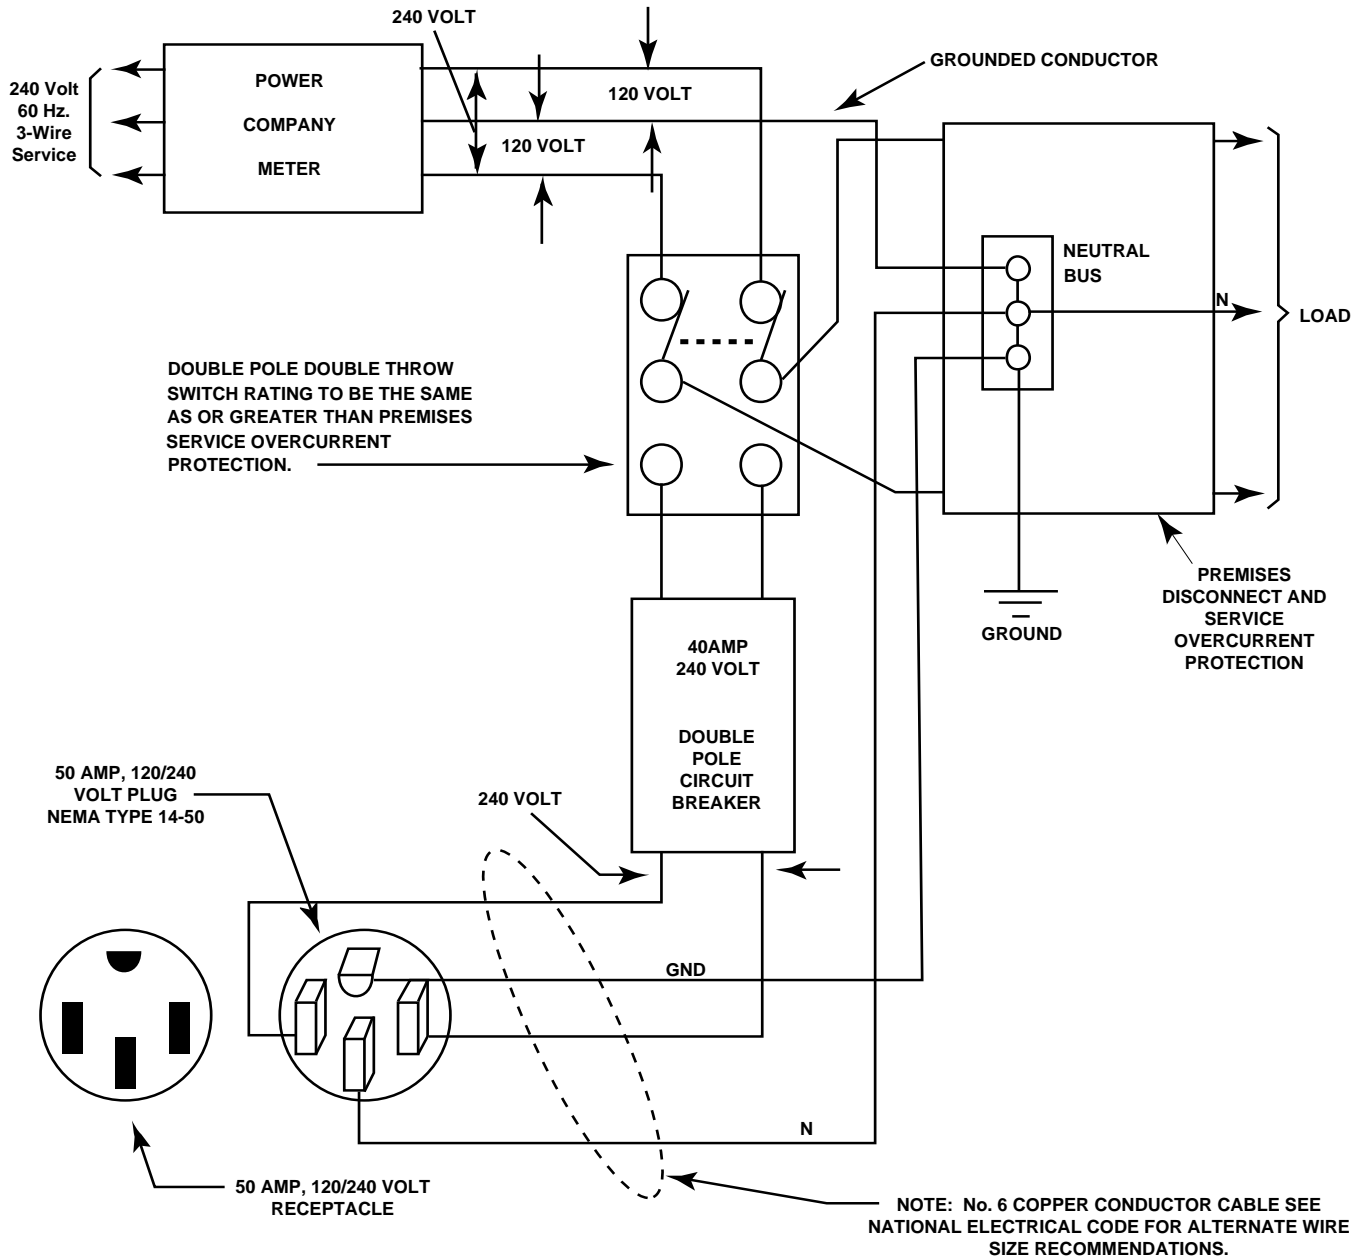 240 VOLT
GROUNDED CONDUCTOR
240 Volt
60 Hz.
3-Wire
Service
POWER
COMPANY
METER
120 VOLT
120 VOLT
NEUTRAL
BUS
N
LOAD
DOUBLE POLE DOUBLE THROW
SWITCH RATING TO BE THE SAME
AS OR GREATER THAN PREMISES
SERVICE OVERCURRENT
PROTECTION.
GROUND
PREMISES
DISCONNECT AND
SERVICE
OVERCURRENT
PROTECTION
40AMP
240 VOLT
DOUBLE
POLE
CIRCUIT
BREAKER
50 AMP, 120/240
VOLT PLUG
NEMA TYPE 14-50
240 VOLT
GND
N
50 AMP, 120/240 VOLT
RECEPTACLE
NOTE: No. 6 COPPER CONDUCTOR CABLE SEE
NATIONAL ELECTRICAL CODE FOR ALTERNATE WIRE
SIZE RECOMMENDATIONS.